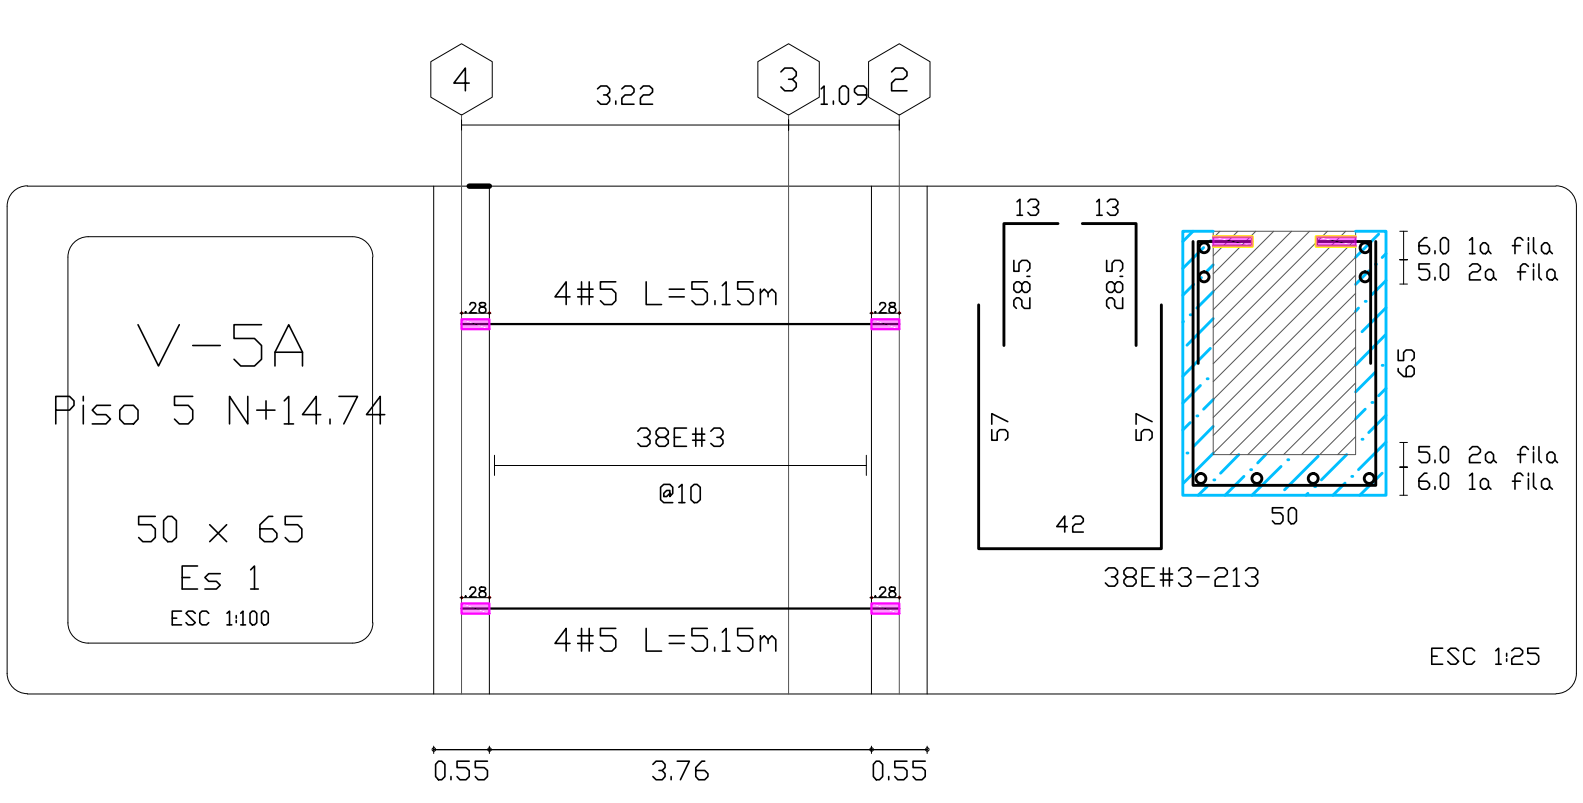 4
3
2
3.22
1.09
V-5A
Piso 5 N+14.74
50 x 65
Es 1
ESC 1:100
4#5 L=5.15m
.28
.28
38E#3
@10
.28
.28
4#5 L=5.15m
0.55
3.76
0.55
13
13
28.5
28.5
57
57
42
38E#3-213
6.0 1a fila
5.0 2a fila
65
5.0 2a fila
6.0 1a fila
50
ESC 1:25